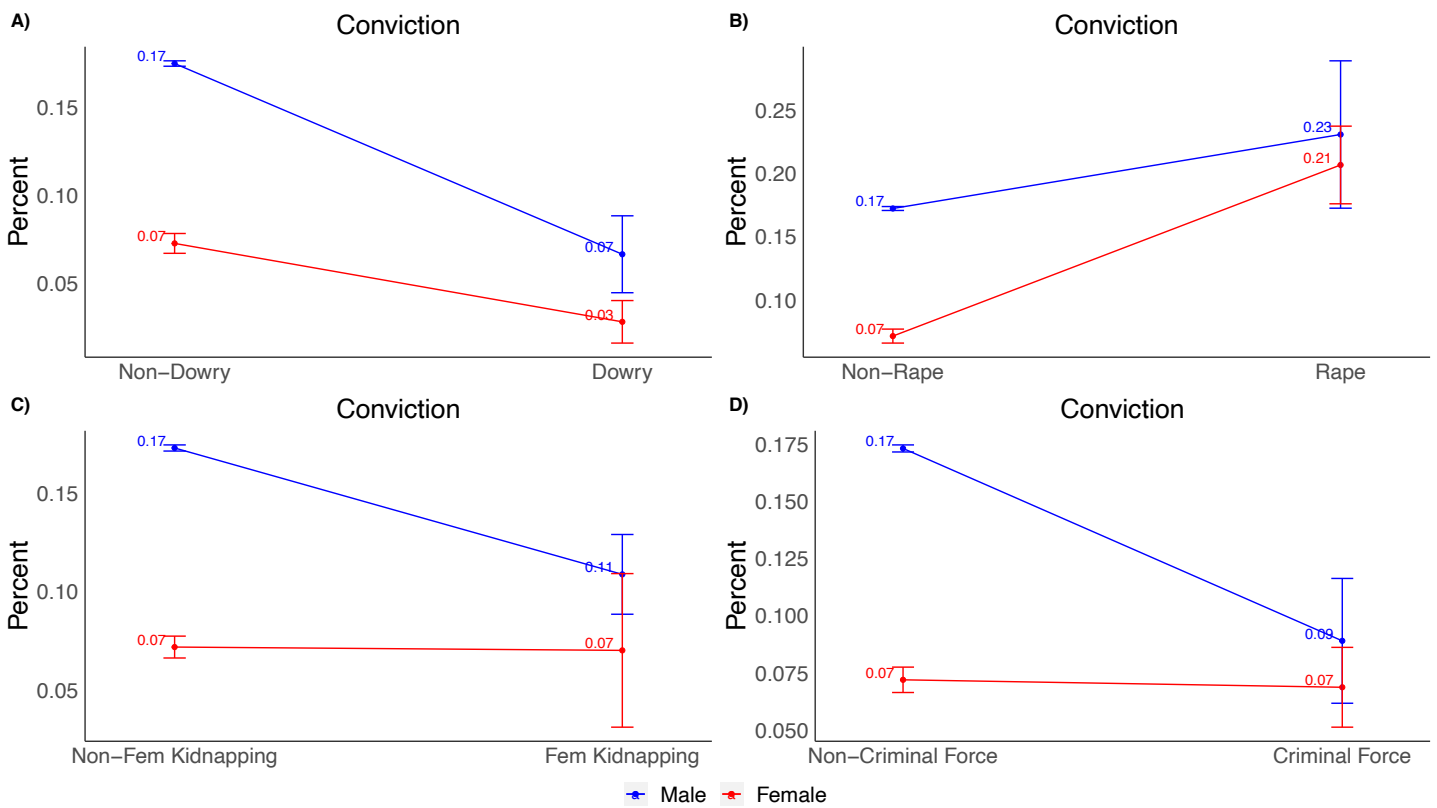 A)
Conviction
Percent
0.15
0.10
0.05
0.17
0.07
0.07
0.03
Non−Dowry
Dowry
B)
Conviction
Percent
0.25
0.20
0.15
0.10
0.17
0.07
0.23
0.21
Non−Rape
Rape
C)
Conviction
Percent
0.15
0.10
0.05
0.17
0.07
0.11
0.07
Non−Fem Kidnapping
Fem Kidnapping
D)
Conviction
Percent
0.175
0.150
0.125
0.100
0.075
0.050
0.17
0.07
0.09
0.07
Non−Criminal Force
Criminal Force
a Male a Female